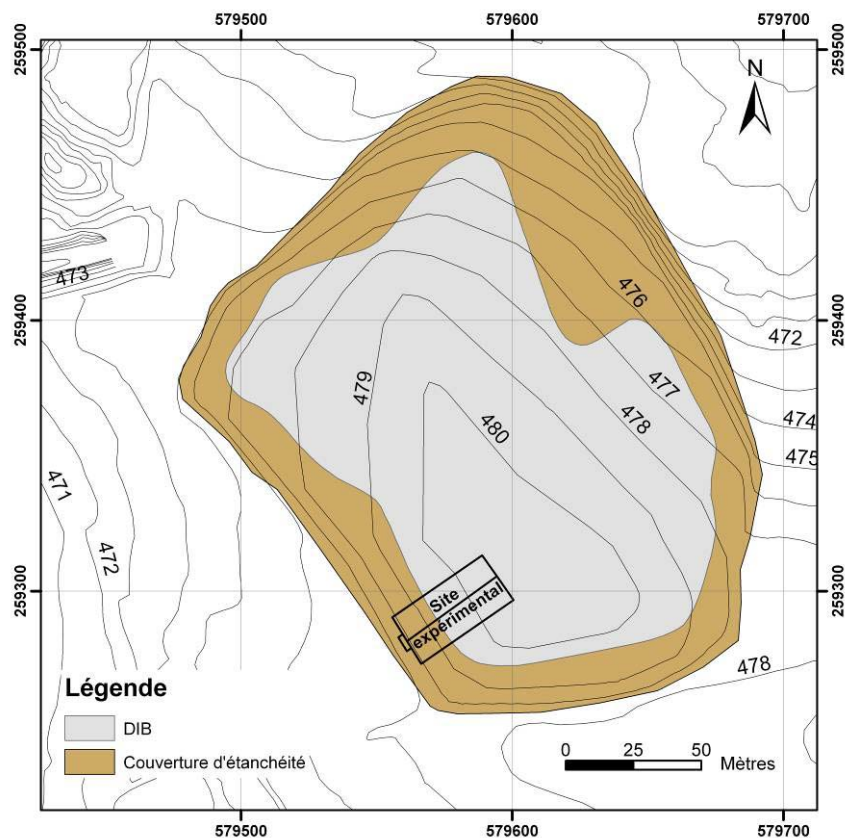 579500 579600 579700
259500 259500
N
473
476
259400 259400
472
477
479
478
480
474
475
471
472
259300 259300
Site
expérimental
478
Légende
DIB
Couverture d'étanchéité
0 25 50 Mètres
579500 579600 579700